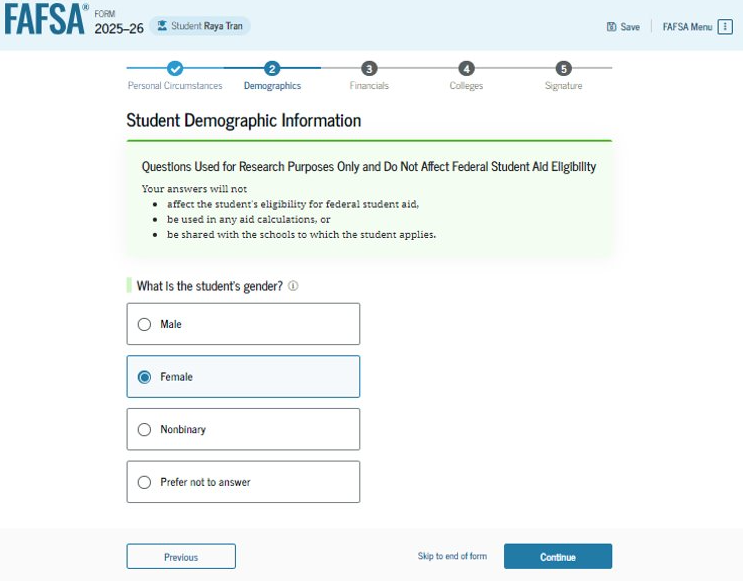 FAFSA®
FORM
2025–26
Student Raya Tran
Save
FAFSA Menu
2
3
4
5
Personal Circumstances
Demographics
Financials
Colleges
Signature
Student Demographic Information
Questions Used for Research Purposes Only and Do Not Affect Federal Student Aid Eligibility
Your answers will not
• affect the student's eligibility for federal student aid,
• be used in any aid calculations, or
• be shared with the schools to which the student applies.
What is the student's gender?
Male
Female
Nonbinary
Prefer not to answer
Previous
Skip to end of form
Continue